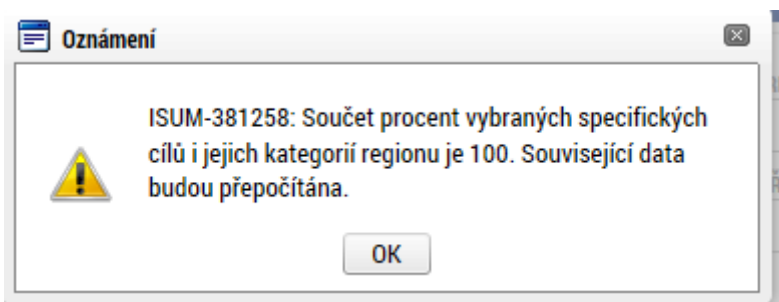 Oznámení
ISUM-381258: Součet procent vybraných specifických
cílů i jejich kategorií regionu je 100. Související data
budou přepočítána.
OK